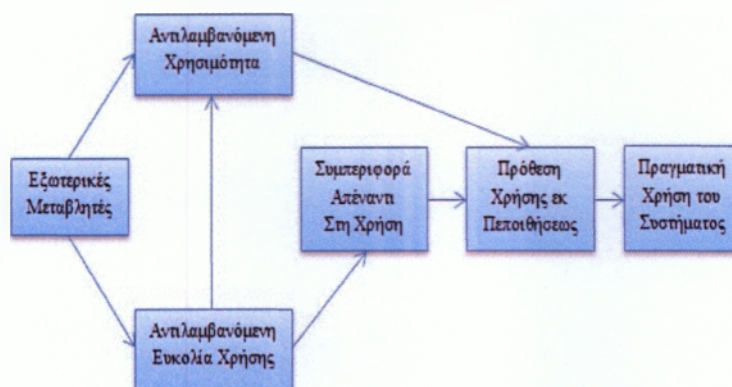 Αντιλαμβανόμενη
Χρησιμότητα
Εξωτερικές
Μεταβλητές
Συμπεριφορά
Απέναντι
Στη Χρήση
Πρόθεση
Χρήσης εκ
Πεποιθήσεως
Πραγματική
Χρήση του
Συστήματος
Αντιλαμβανόμενη
Ευκολία Χρήσης